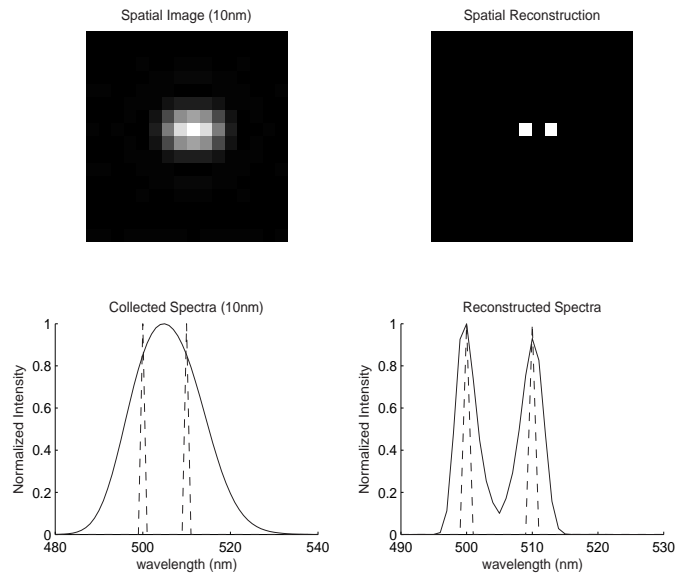 Spatial Image (10nm)
Spatial Reconstruction
Collected Spectra (10nm)
Reconstructed Spectra
1
0.8
0.6
0.4
0.2
0
Normalized Intensity
480 500 520 540
wavelength (nm)
1
0.8
0.6
0.4
0.2
0
Normalized Intensity
490 500 510 520 530
wavelength (nm)